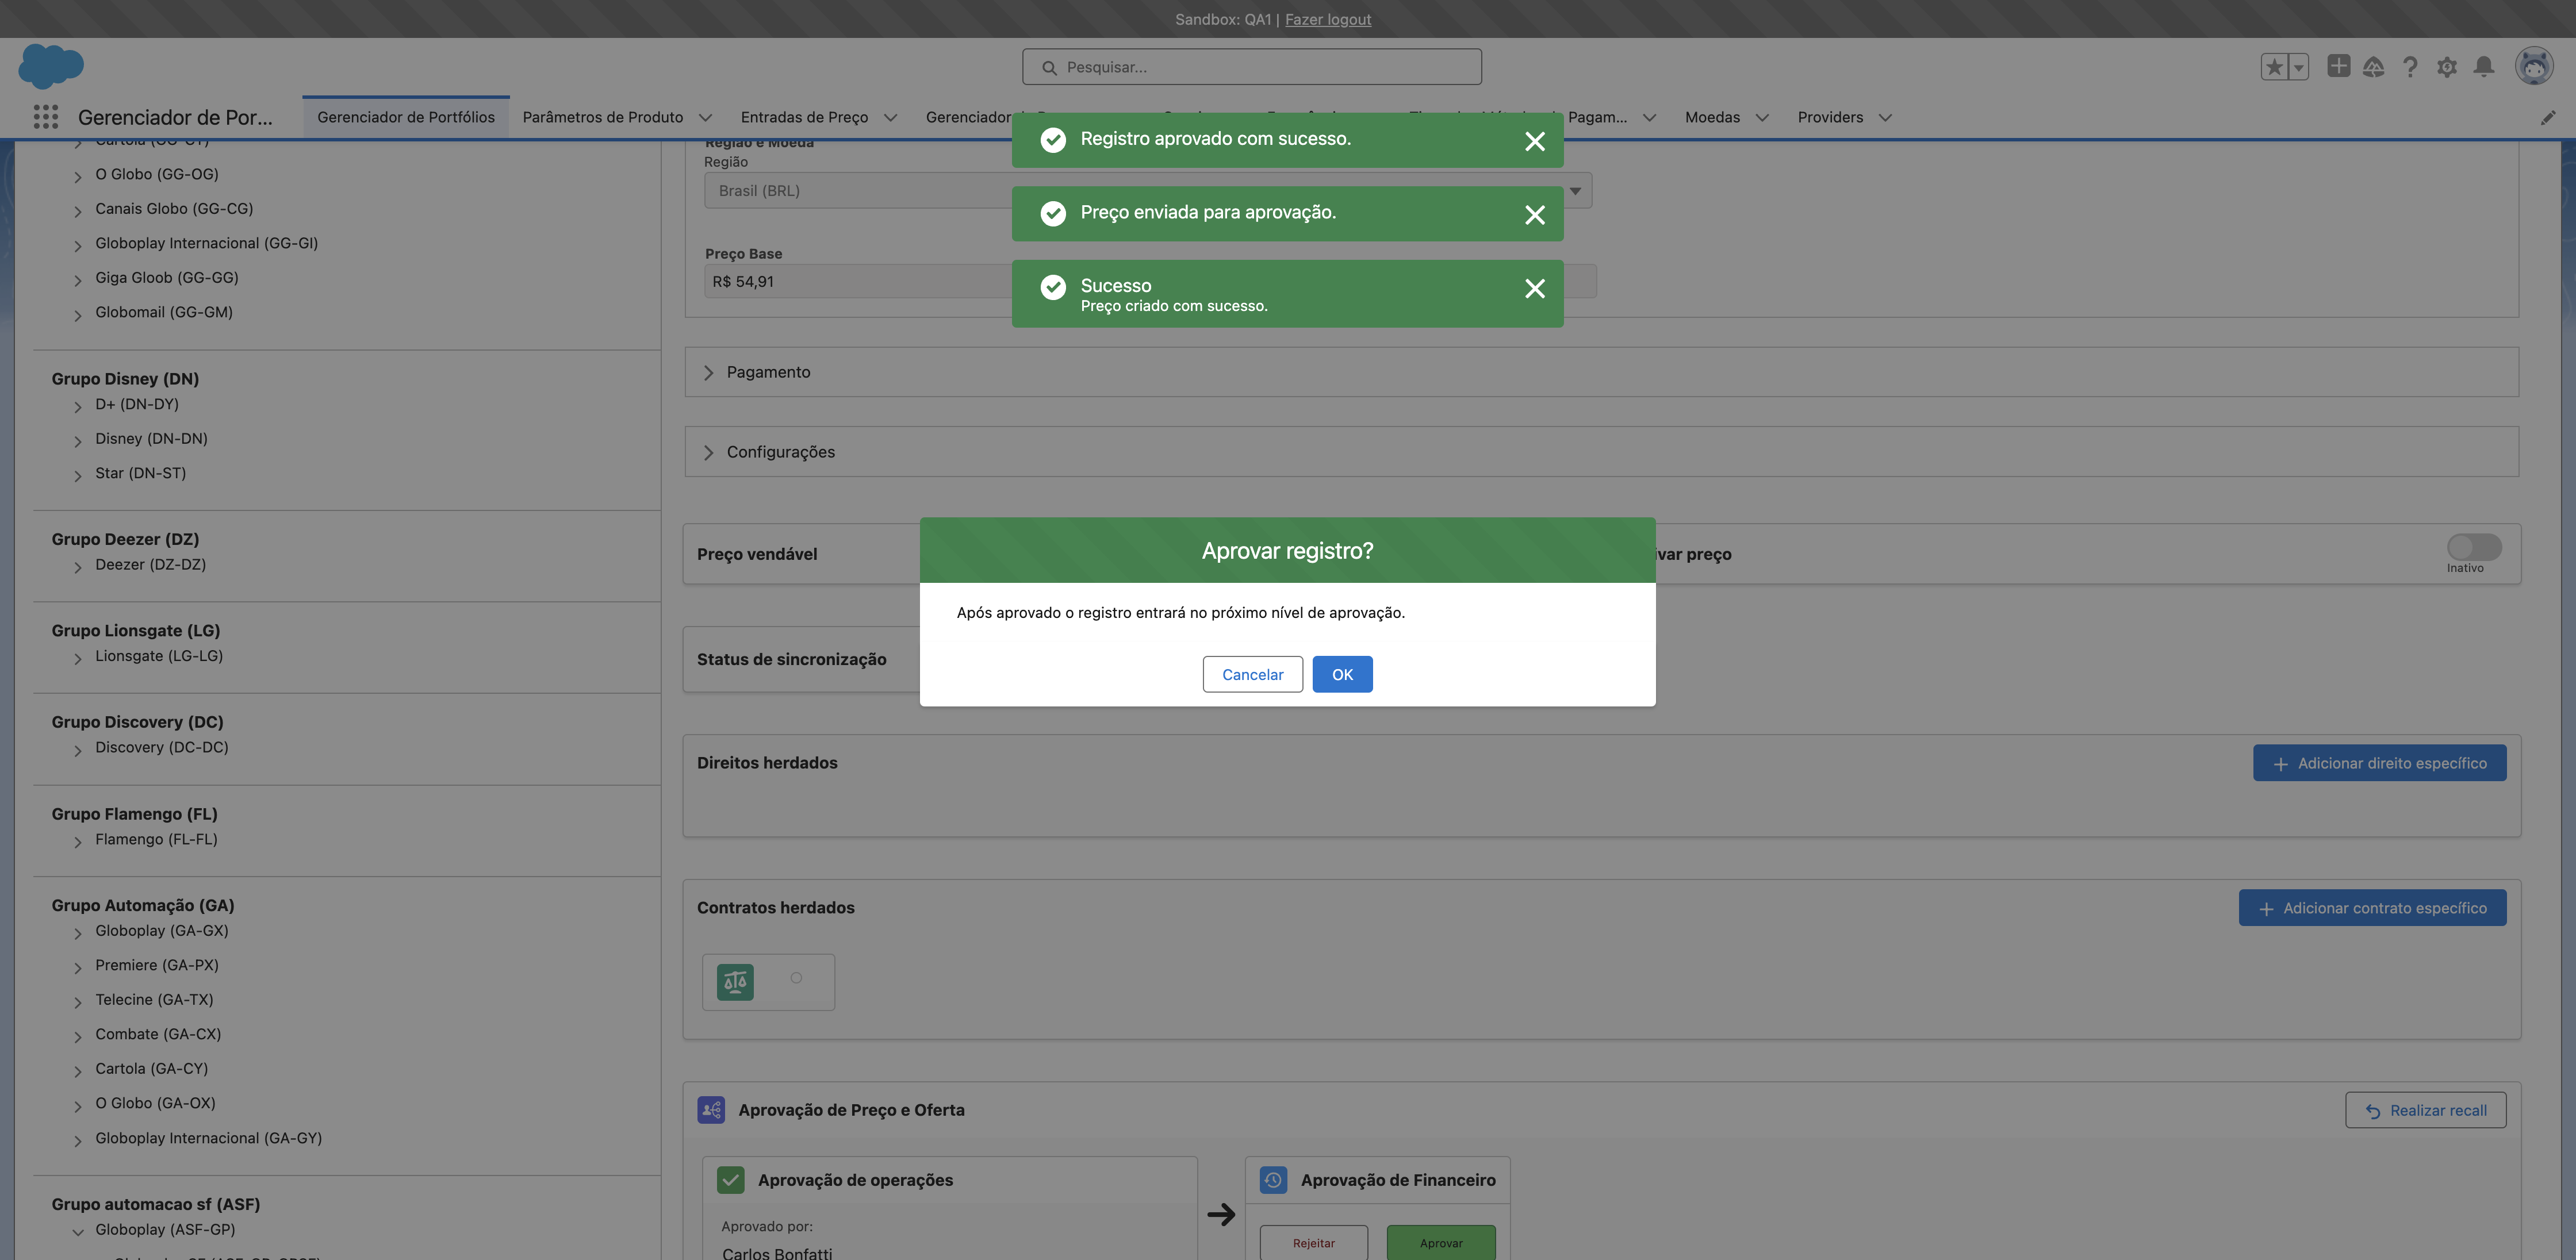 Sandbox: QA1 | Fazer logout
Pesquisar...
Gerenciador de Por...
Gerenciador de Portfólios
Parâmetros de Produto
Entradas de Preço
Gerenciador
Pagam...
Moedas
Providers
Registro aprovado com sucesso.
Preço enviada para aprovação.
Sucesso
Preço criado com sucesso.
Cartola (GG-CT)
O Globo (GG-OG)
Canais Globo (GG-CG)
Globoplay Internacional (GG-GI)
Giga Gloob (GG-GG)
Globomail (GG-GM)
Grupo Disney (DN)
D+ (DN-DY)
Disney (DN-DN)
Star (DN-ST)
Grupo Deezer (DZ)
Deezer (DZ-DZ)
Grupo Lionsgate (LG)
Lionsgate (LG-LG)
Grupo Discovery (DC)
Discovery (DC-DC)
Grupo Flamengo (FL)
Flamengo (FL-FL)
Grupo Automação (GA)
Globoplay (GA-GX)
Premiere (GA-PX)
Telecine (GA-TX)
Combate (GA-CX)
Cartola (GA-CY)
O Globo (GA-OX)
Globoplay Internacional (GA-GY)
Grupo automacao sf (ASF)
Globoplay (ASF-GP)
Região e Moeda
Região
Brasil (BRL)
Preço Base
R$ 54,91
Pagamento
Configurações
Preço vendável
ivar preço
Inativo
Status de sincronização
Aprovar registro?
Após aprovado o registro entrará no próximo nível de aprovação.
Cancelar
OK
Direitos herdados
Adicionar direito específico
Contratos herdados
Adicionar contrato específico
Aprovação de Preço e Oferta
Realizar recall
Aprovação de operações
Aprovado por:
Carlos Bonfatti
Aprovação de Financeiro
Rejeitar
Aprovar